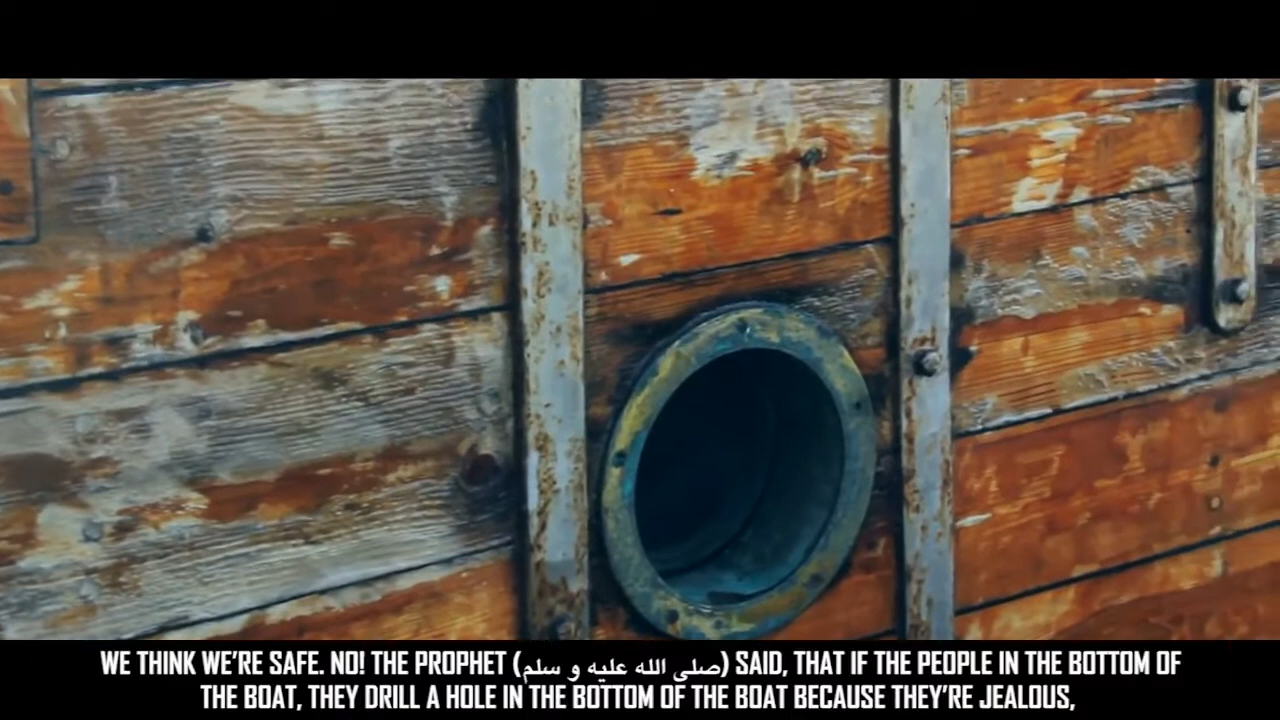 WE THINK WE'RE SAFE. NO! THE PROPHET (صلى الله عليه و سلم) SAID, THAT IF THE PEOPLE IN THE BOTTOM OF
THE BOAT, THEY DRILL A HOLE IN THE BOTTOM OF THE BOAT BECAUSE THEY'RE JEALOUS,